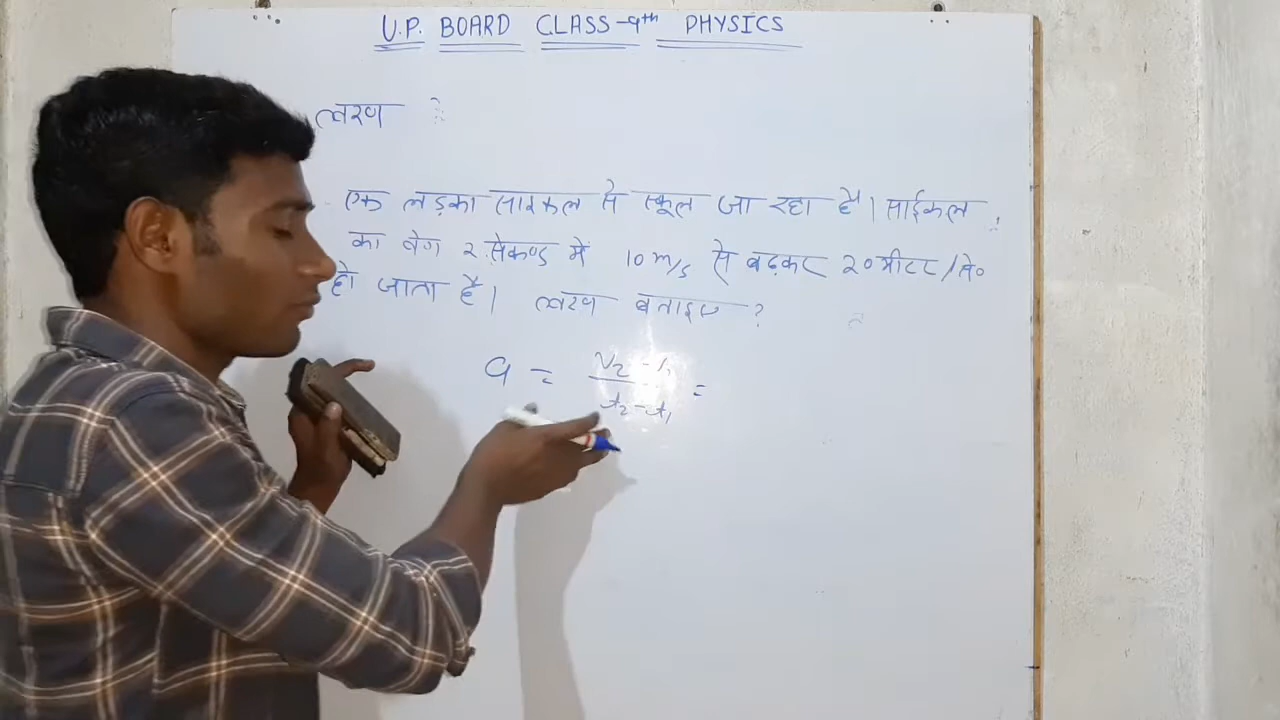 U.P. BOARD CLASS-9th PHYSICS
त्वरण ?
एक लड़का साइकल से स्कूल जा रहा है। साईकल
का वेग 2 सेकण्ड में 10 m/s से बढ़कर 20 मीटर/से०
हो जाता है। त्वरण बताइए ?
a = v₂ - v₁ =
t₂ - t₁